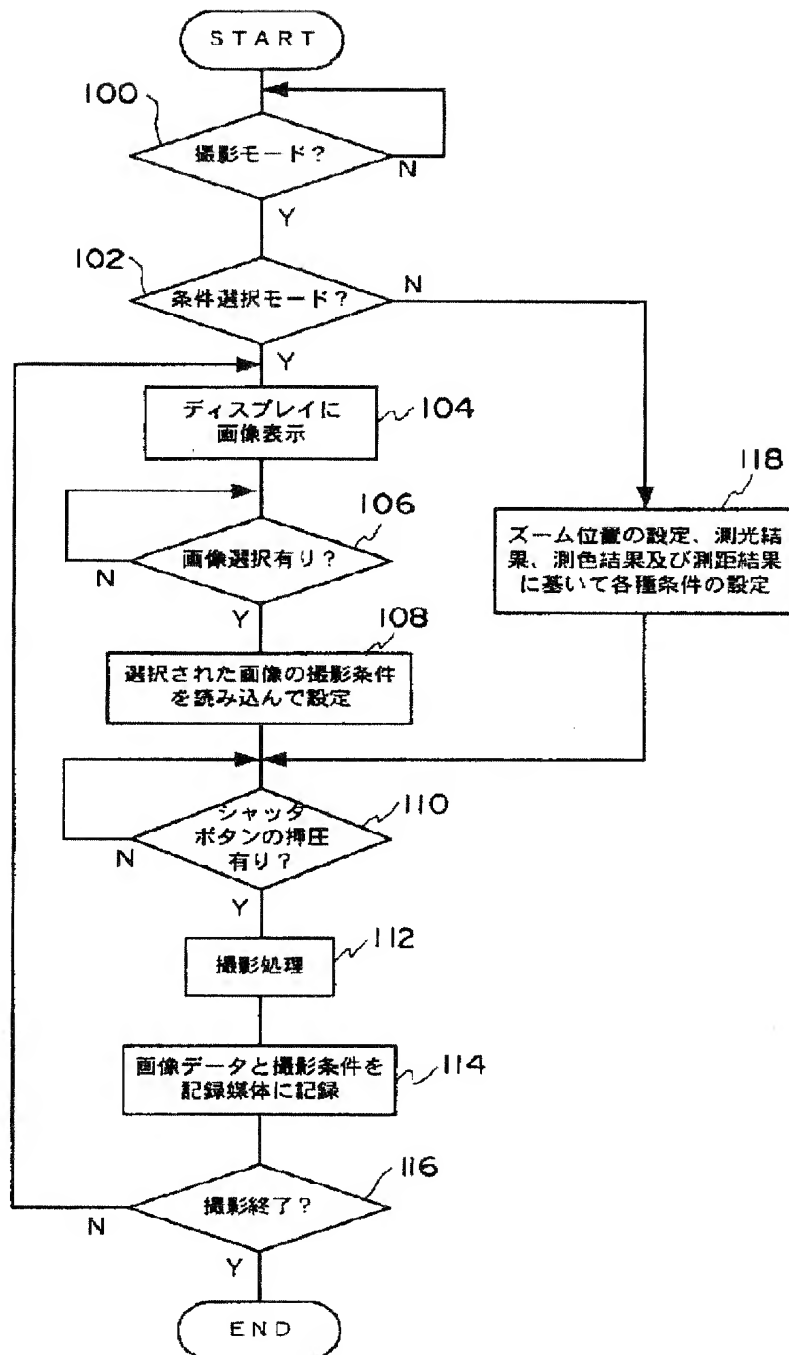 START
100
撮影モード?
N
Y
102
条件選択モード?
N
Y
ディスプレイに
画像表示
104
106
画像選択有り?
N
Y
118
ズーム位置の設定、測光結
果、測色結果及び測距結果
に基いて各種条件の設定
108
選択された画像の撮影条件
を読み込んで設定
シャッタ
ボタンの押圧
有り?
110
N
Y
112
撮影処理
画像データと撮影条件を
記録媒体に記録
114
116
撮影終了?
N
Y
END